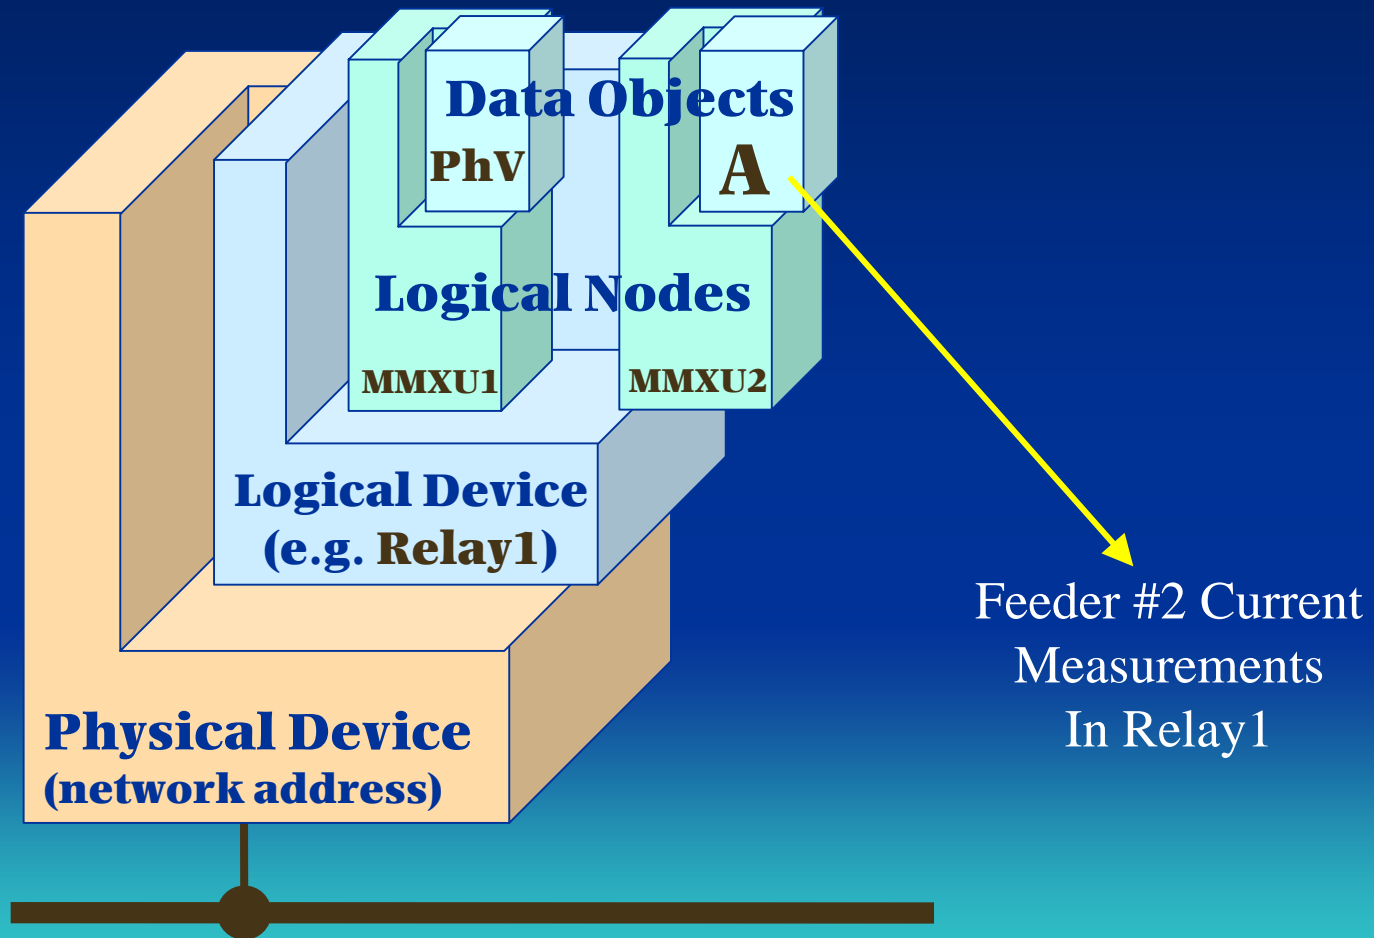 Data Objects
PhV
A
Logical Nodes
MMXU1
MMXU2
Logical Device
(e.g. Relay1)
Physical Device
(network address)
Feeder #2 Current
Measurements
In Relay1